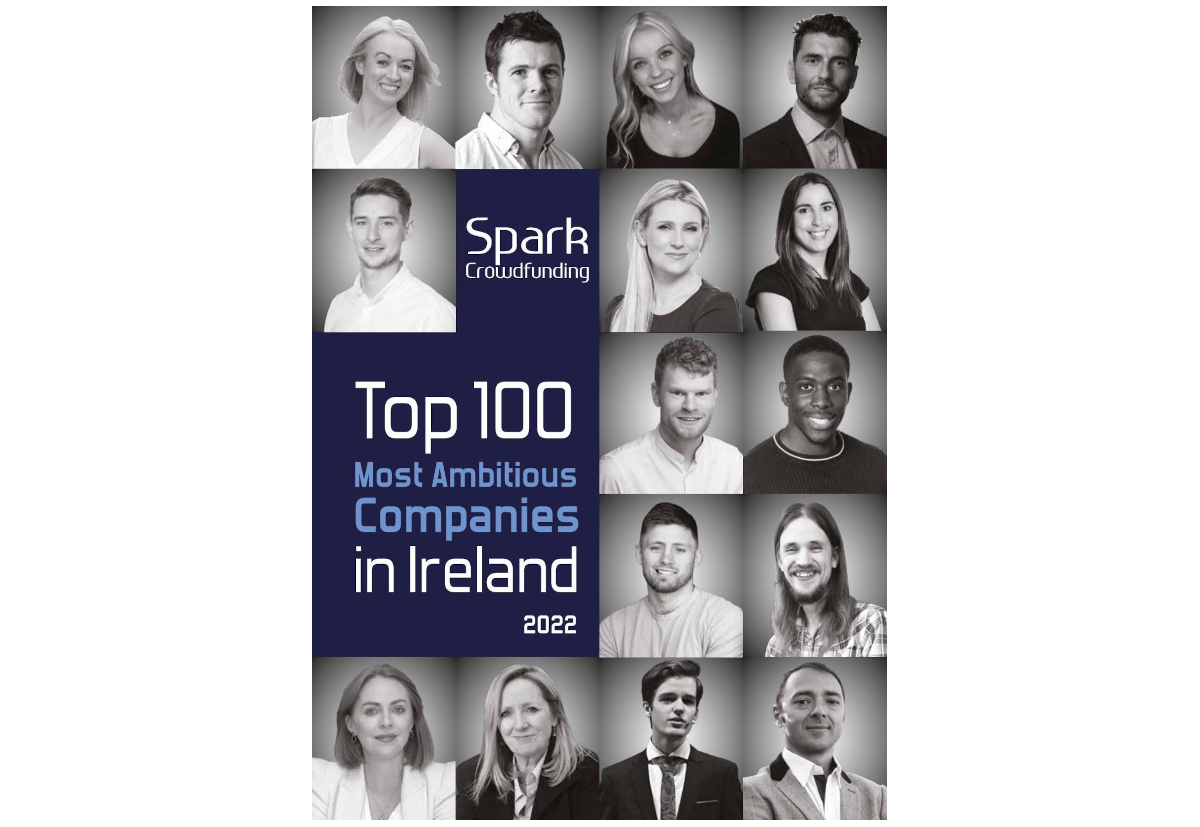 Spark
Crowdfunding
Top 100
Most Ambitious
Companies
in Ireland
2022